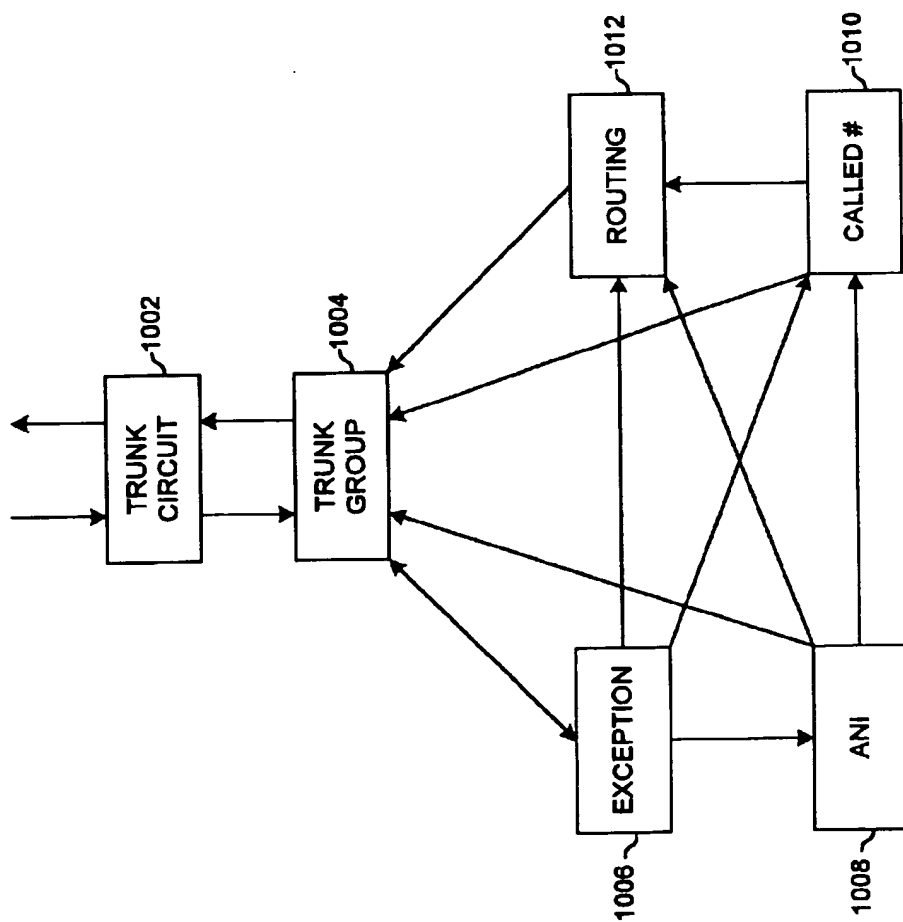 TRUNK
CIRCUIT
1002
TRUNK
GROUP
1004
EXCEPTION
1006
ROUTING
1012
ANI
1008
CALLED #
1010